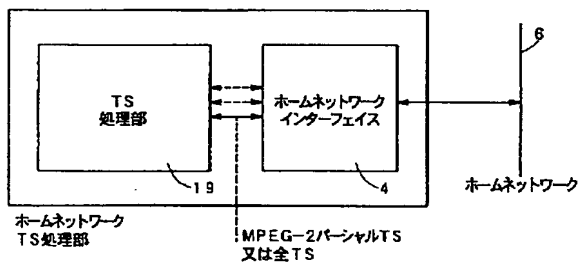 TS
処理部
ホームネットワーク
インターフェイス
6
19
4
ホームネットワーク
ホームネットワーク
TS処理部
MPEG-2パーシャルTS
又は全TS